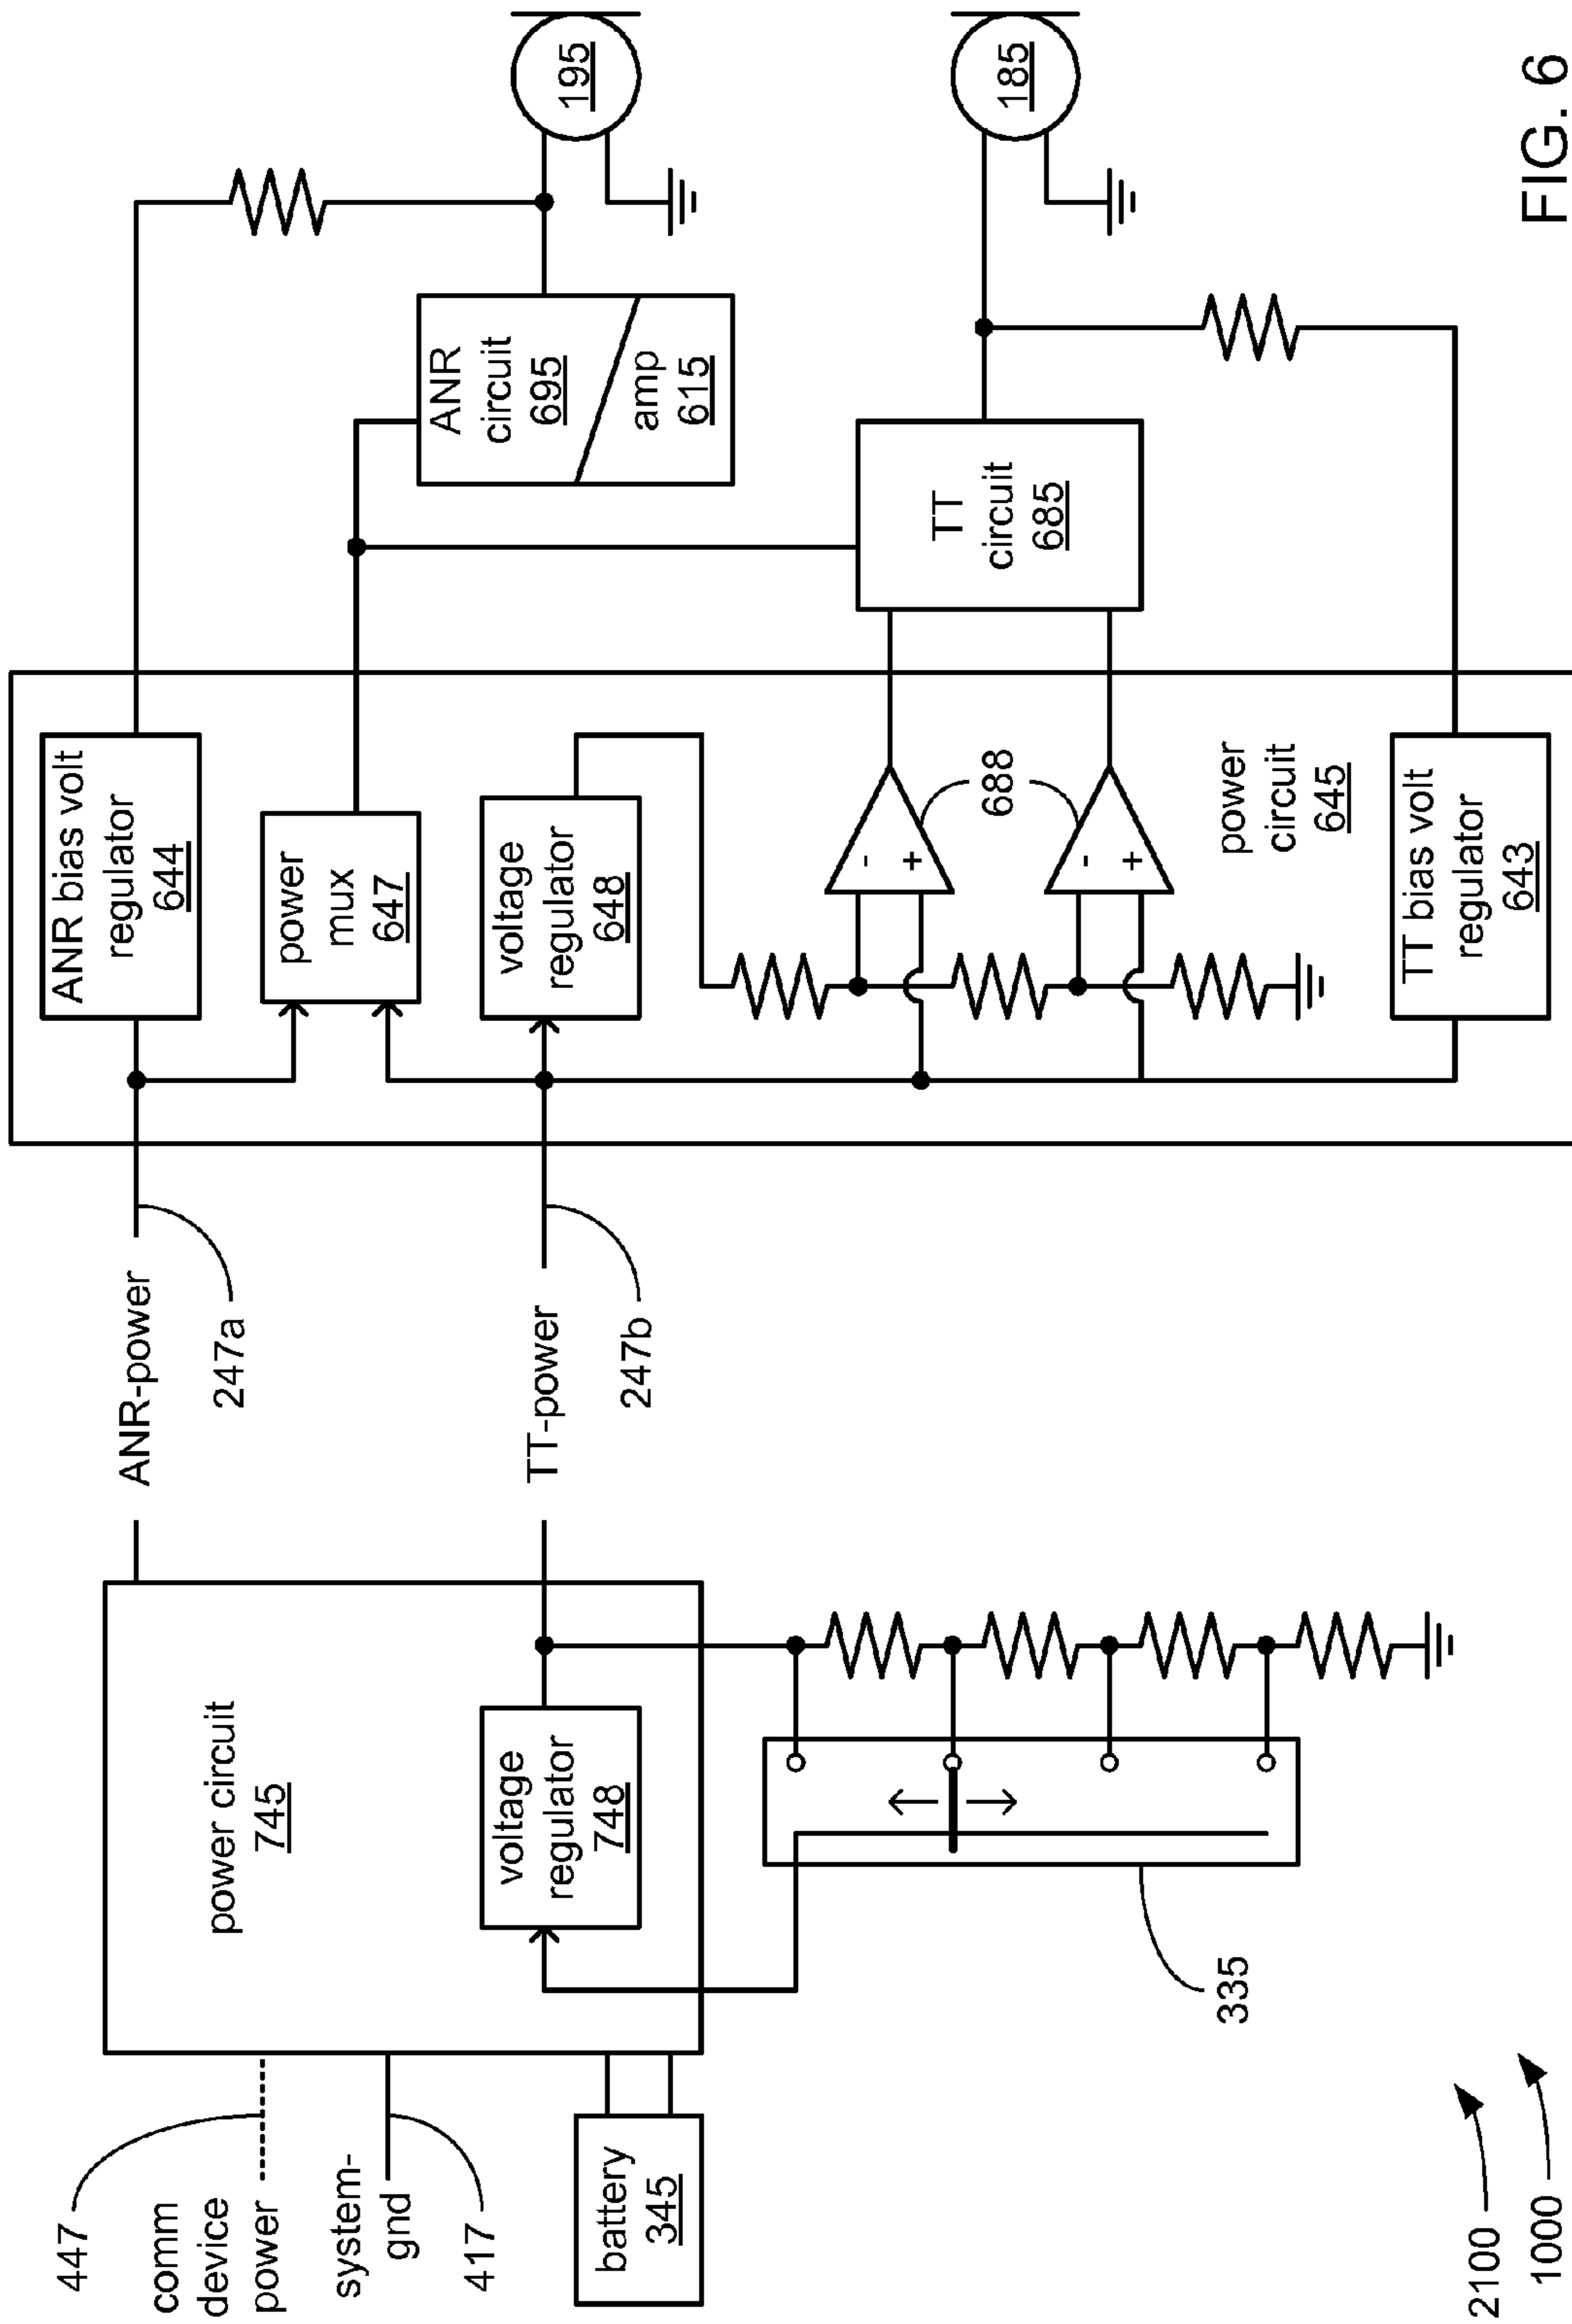 447
comm
device
power
system-
gnd
417
battery
345
power circuit
745
voltage
regulator
748
335
ANR-power
247a
TT-power
247b
ANR bias volt
regulator
644
power
mux
647
voltage
regulator
648
-
+
-
+
688
power
circuit
645
TT bias volt
regulator
643
ANR
circuit
695
amp
615
TT
circuit
685
195
185
2100
1000
FIG. 6